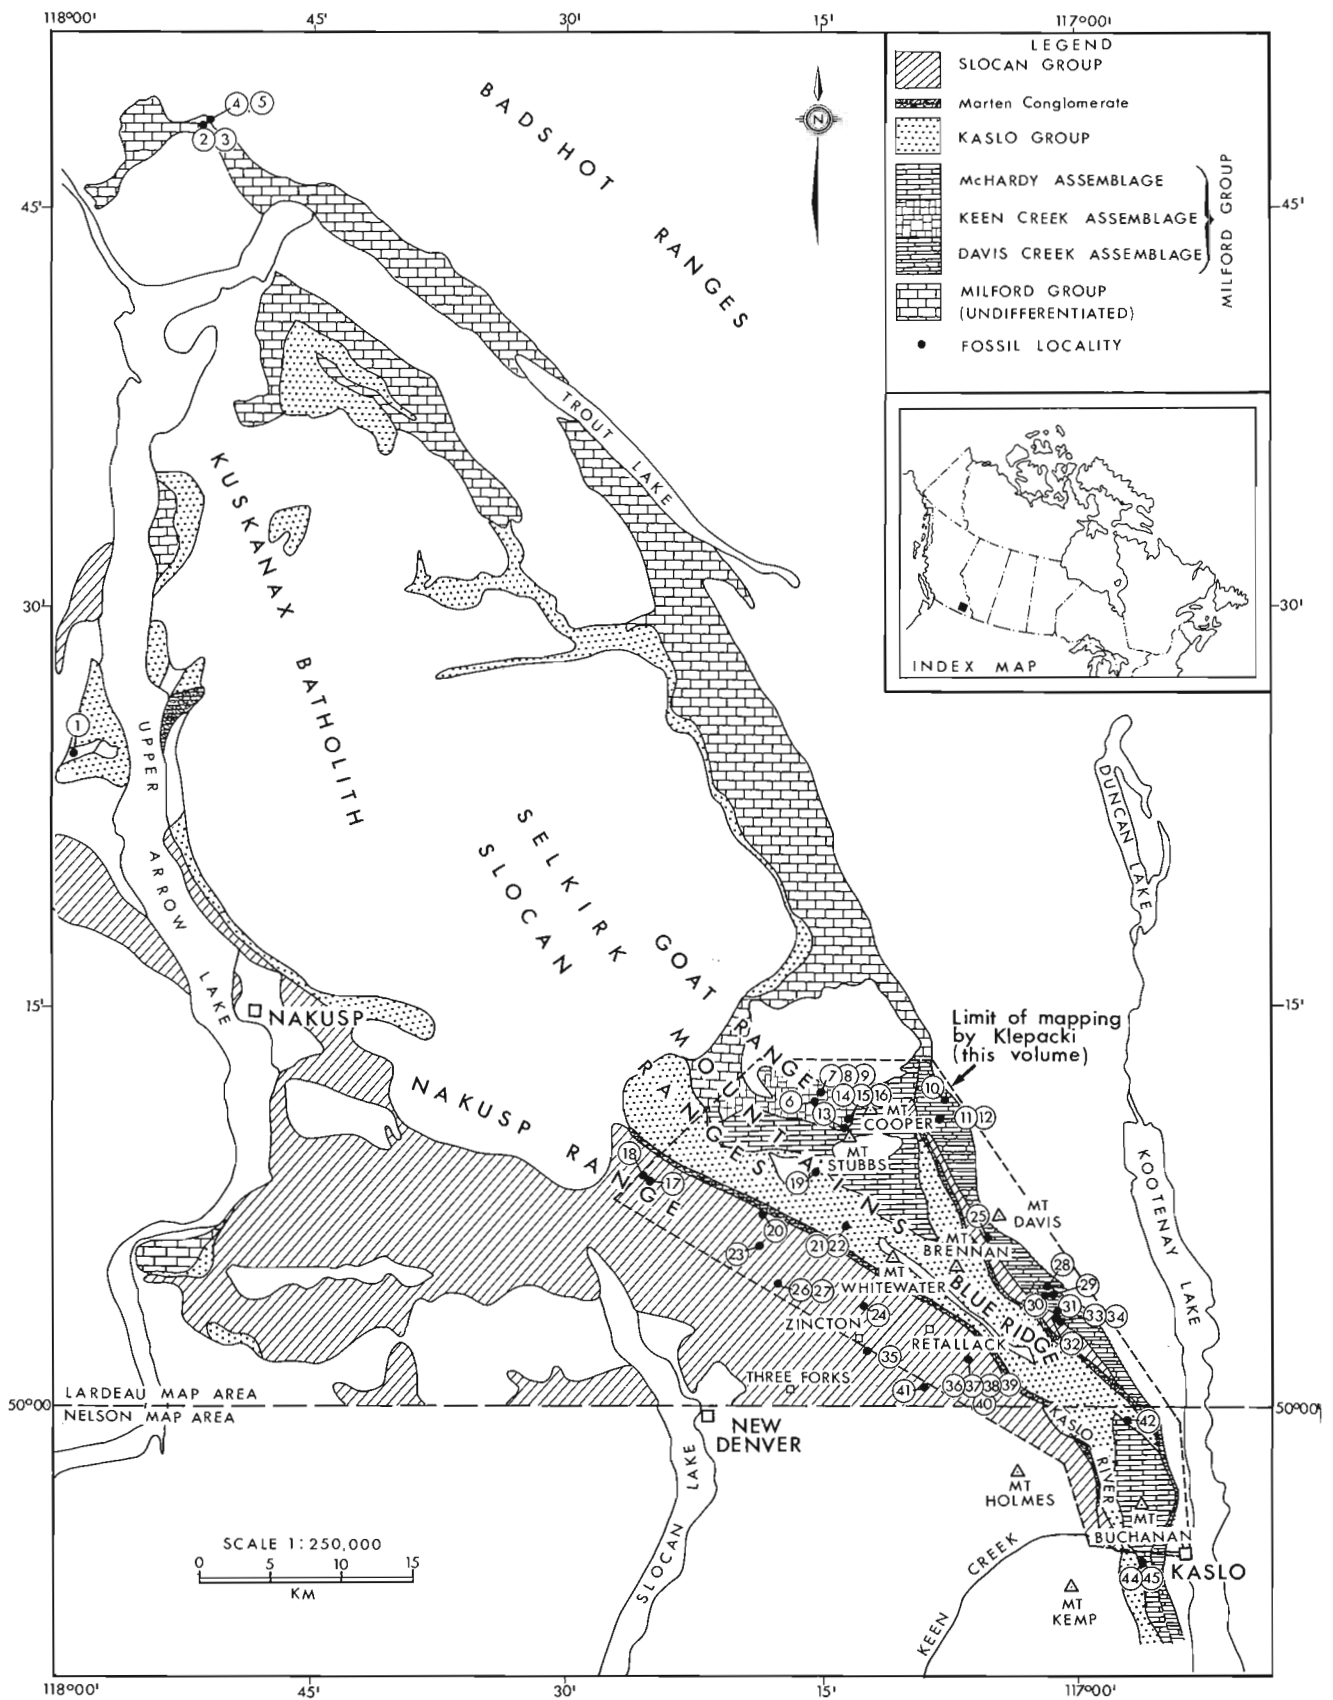 118°00' 45' 30' 15' 117°00'
LEGEND
SLOCAN GROUP
Marten Conglomerate
KASLO GROUP
McHARDY ASSEMBLAGE
KEEN CREEK ASSEMBLAGE
DAVIS CREEK ASSEMBLAGE
MILFORD GROUP
MILFORD GROUP
(UNDIFFERENTIATED)
FOSSIL LOCALITY
N
INDEX MAP
4 5
2 3
BADSHOT
RANGES
45' 45'
TROUT LAKE
KUSKANAX BATHOLITH
30' 30'
1
UPPER ARROW LAKE
SELKIRK
MOUNTAINS
SLOCAN
RANGES
GOAT
RANGE
DUNCAN LAKE
15' 15'
NAKUSP
Limit of mapping
by Klepacki
(this volume)
NAKUSP RANGE
7 8 9
10
6
14 15 16
13
MT
COOPER
11 12
MT
STUBBS
18
17
19
KOOTENAY LAKE
25
MT
DAVIS
20
23
21 22
MT
BRENNAN
28
MT
WHITEWATER
29
26 27
BLUE RIDGE
30
31
33 34
24
ZINCTON
RETALLACK
32
35
THREE FORKS
41
36 37 38 39
40
LARDEAU MAP AREA
50°00' 50°00'
NELSON MAP AREA
NEW
DENVER
KASLO RIVER
42
MT
HOLMES
MT
BUCHANAN
SLOCAN LAKE
KEEN CREEK
KASLO
44 45
MT
KEMP
SCALE 1:250,000
0 5 10 15
KM
118°00' 45' 30' 15' 117°00'